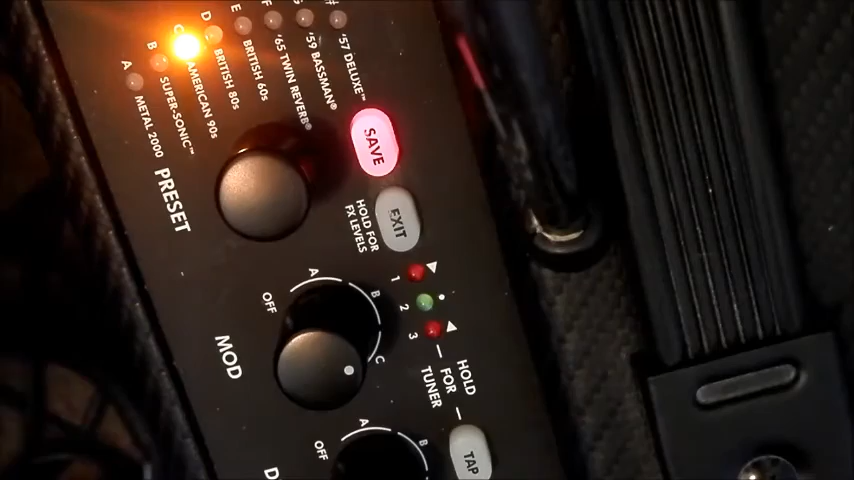 #
G
F
E
D
C
B
A
'57 DELUXE™
'59 BASSMAN®
'65 TWIN REVERB®
BRITISH 60s
BRITISH 80s
AMERICAN 90s
SUPER-SONIC™
METAL 2000
SAVE
PRESET
EXIT
HOLD FOR
FX LEVELS
1
2
3
HOLD
FOR
TUNER
TAP
MOD
OFF
A
B
C
OFF
A
B
D